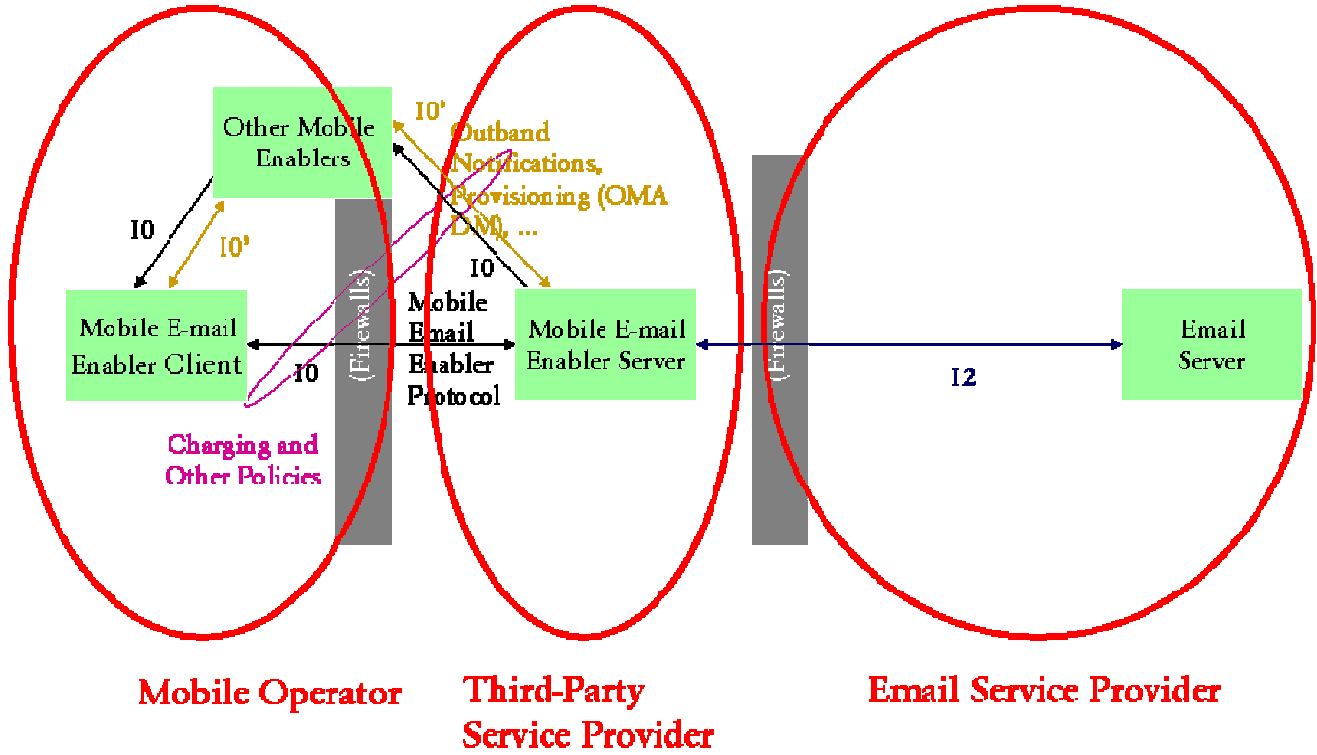 Other Mobile
Enablers
I0'
Outband
Notifications,
Provisioning (OMA
DM), ...
I0
I0'
I0
Mobile E-mail
Enabler Client
I0
(Firewalls)
Mobile
Email
Enabler
Protocol
Mobile E-mail
Enabler Server
(Firewalls)
I2
Email
Server
Charging and
Other Policies
Mobile Operator
Third-Party
Service Provider
Email Service Provider